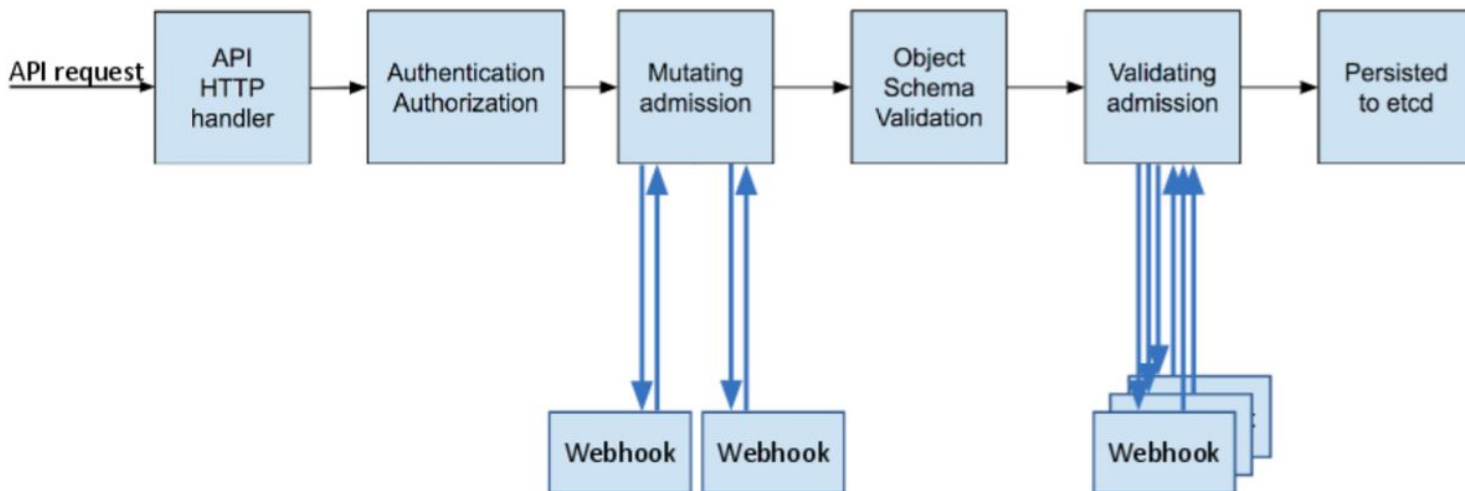 API request
API
HTTP
handler
Authentication
Authorization
Mutating
admission
Object
Schema
Validation
Validating
admission
Persisted
to etcd
Webhook
Webhook
Webhook